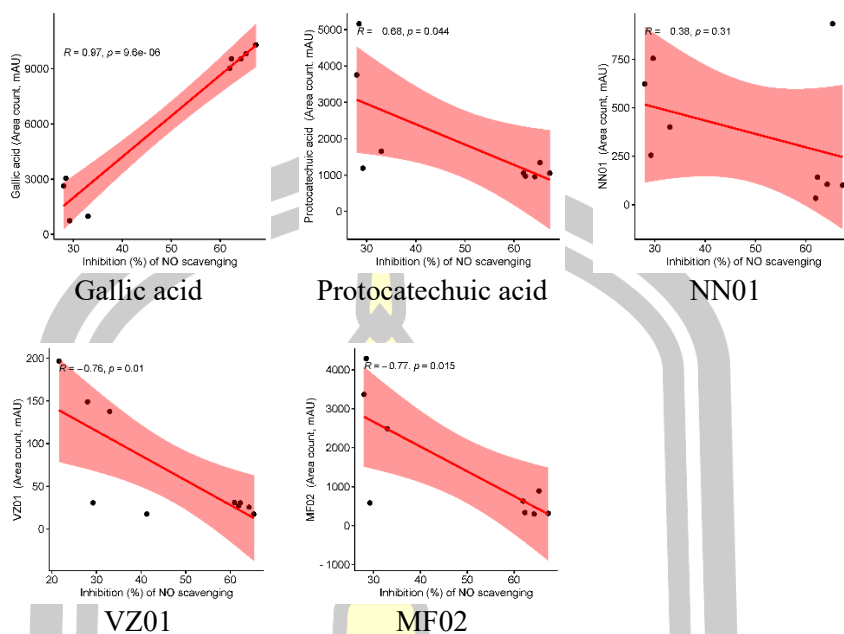 R = 0.97, p = 9.6e- 06
Gallic acid (Area count, mAU)
9000
6000
3000
0
40 50 60
Inhibition (%) of NO scavenging
Gallic acid
R = 0.68, p = 0.044
Protocatechuic acid (Area count, mAU)
5000
4000
3000
2000
1000
0
30 40 50 60
Inhibition (%) of NO scavenging
Protocatechuic acid
R = 0.38, p = 0.31
NN01 (Area count, mAU)
750
500
250
0
30 40 50 60
Inhibition (%) of NO scavenging
NN01
R = −0.76, p = 0.01
VZ01 (Area count, mAU)
200
150
100
50
0
20 30 40 50 60
Inhibition (%) of NO scavenging
VZ01
R = −0.77, p = 0.015
MF02 (Area count, mAU)
4000
3000
2000
1000
0
- 1000
30 40 50 60
Inhibition (%) of NO scavenging
MF02